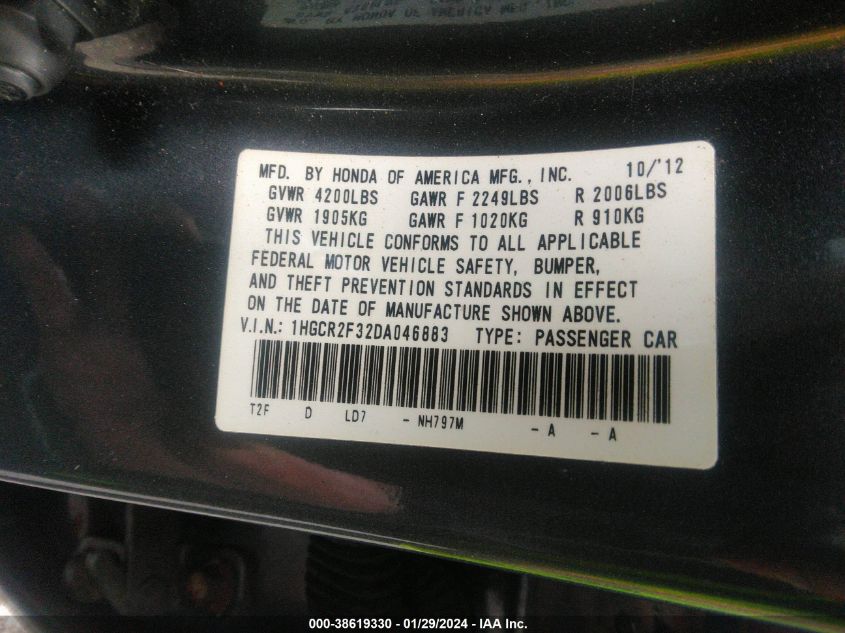 MFD. BY HONDA OF AMERICA MFG., INC. 10/'12
GVWR 4200LBS GAWR F 2249LBS R 2006LBS
GVWR 1905KG GAWR F 1020KG R 910KG
THIS VEHICLE CONFORMS TO ALL APPLICABLE
FEDERAL MOTOR VEHICLE SAFETY, BUMPER,
AND THEFT PREVENTION STANDARDS IN EFFECT
ON THE DATE OF MANUFACTURE SHOWN ABOVE.
V.I.N.: 1HGCR2F32DA046883 TYPE: PASSENGER CAR
T2F D LD7 - NH797M - A - A
000-38619330 - 01/29/2024 - IAA Inc.